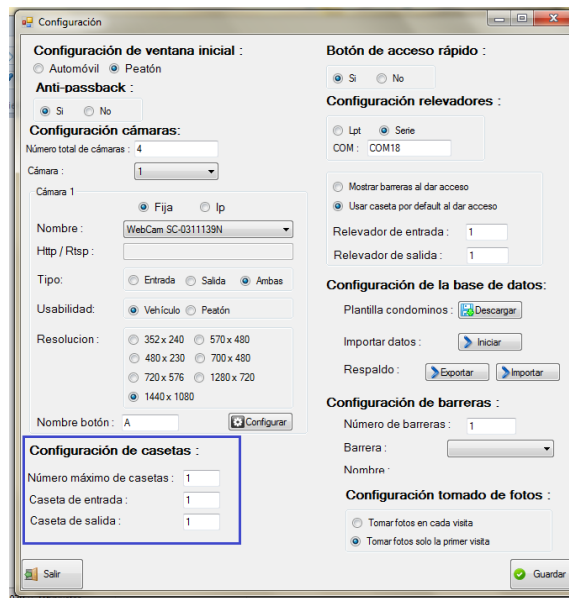 Configuración
Configuración de ventana inicial :
Automóvil Peatón
Anti-passback :
Si No
Configuración cámaras:
Número total de cámaras : 4
Cámara : 1
Cámara 1
Fija Ip
Nombre : WebCam SC-0311139N
Http / Rtsp :
Tipo: Entrada Salida Ambas
Usabilidad: Vehículo Peatón
Resolucion : 352 x 240 570 x 480
480 x 230 700 x 480
720 x 576 1280 x 720
1440 x 1080
Nombre botón : A Configurar
Configuración de casetas :
Número máximo de casetas : 1
Caseta de entrada : 1
Caseta de salida : 1
Salir
Botón de acceso rápido :
Si No
Configuración relevadores :
Lpt Serie
COM : COM18
Mostrar barreras al dar acceso
Usar caseta por default al dar acceso
Relevador de entrada : 1
Relevador de salida : 1
Configuración de la base de datos:
Plantilla condominos : Descargar
Importar datos : Iniciar
Respaldo : Exportar Importar
Configuración de barreras :
Número de barreras : 1
Barrera :
Nombre :
Configuración tomado de fotos :
Tomar fotos en cada visita
Tomar fotos solo la primer visita
Guardar